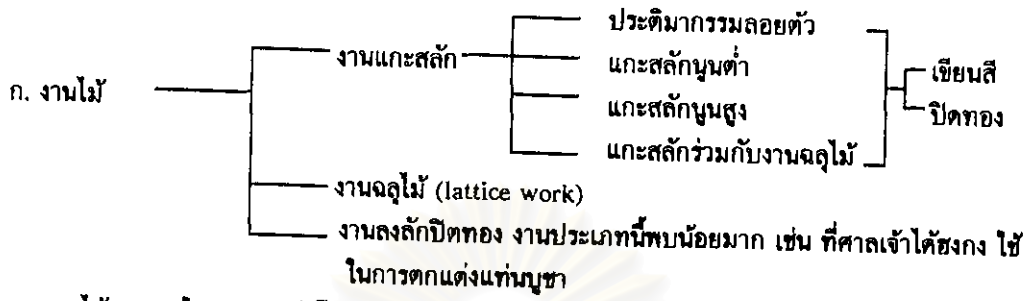 ประติมากรรมลอยตัว
งานแกะสลัก
แกะสลักนูนต่ำ
เขียนสี
ก. งานไม้
แกะสลักนูนสูง
ปิดทอง
แกะสลักร่วมกับงานฉลุไม้
งานฉลุไม้ (lattice work)
งานลงลักปิดทอง งานประเภทนี้พบน้อยมาก เช่น ที่ศาลเจ้าไต้ฮงกง ใช้
ในการตกแต่งแท่นบูชา